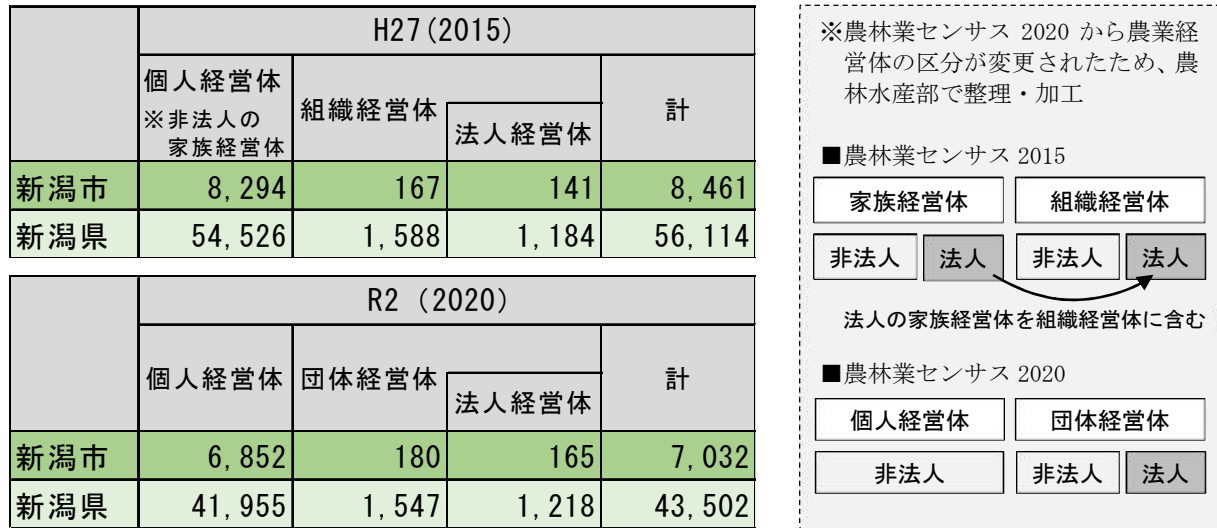 H27(2015)
個人経営体
※非法人の
家族経営体
組織経営体
法人経営体
計
新潟市 8,294 167 141 8,461
新潟県 54,526 1,588 1,184 56,114
R2 (2020)
個人経営体 団体経営体 法人経営体 計
新潟市 6,852 180 165 7,032
新潟県 41,955 1,547 1,218 43,502
※農林業センサス 2020 から農業経
営体の区分が変更されたため、農
林水産部で整理・加工
■農林業センサス 2015
家族経営体 組織経営体
非法人 法人 非法人 法人
法人の家族経営体を組織経営体に含む
■農林業センサス 2020
個人経営体 団体経営体
非法人 非法人 法人